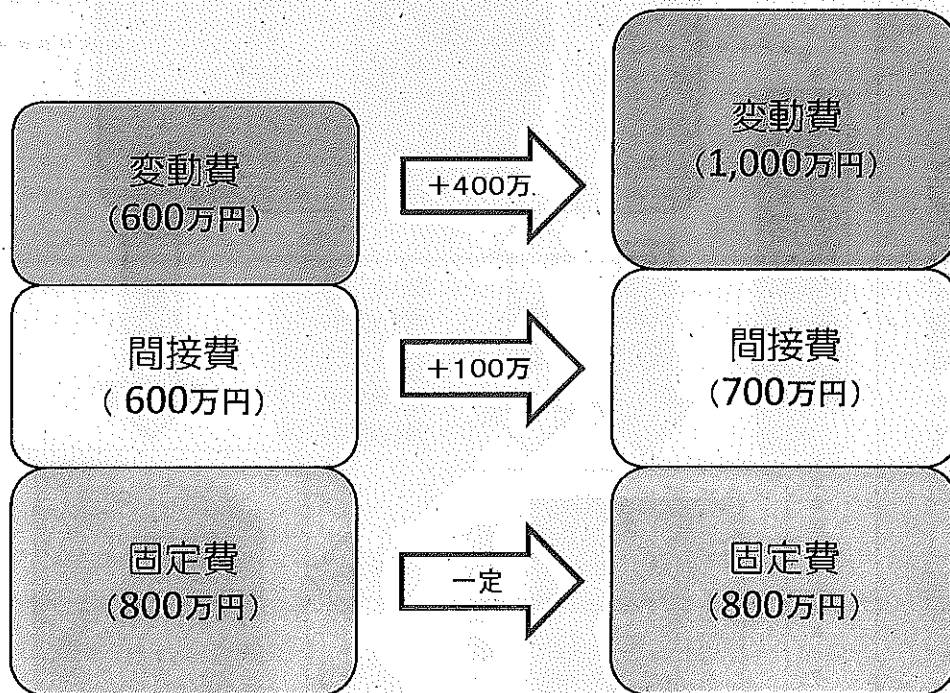 変動費
(600万円)
+400万
変動費
(1,000万円)
間接費
( 600万円)
+100万
間接費
(700万円)
固定費
(800万円)
一定
固定費
(800万円)